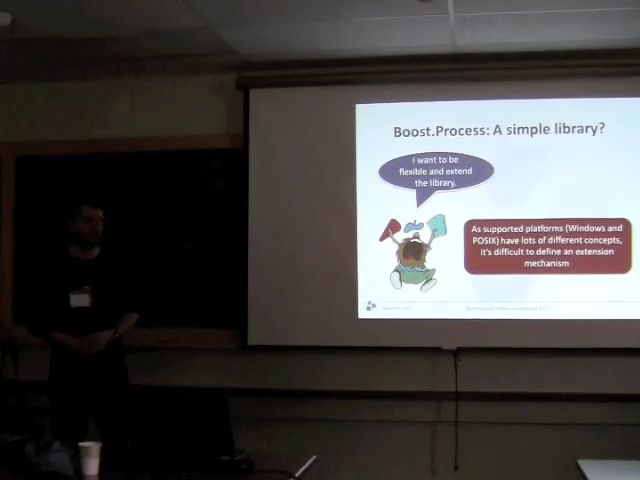 Boost.Process: A simple library?
I want to be
flexible and extend
the library.
As supported platforms (Windows and
POSIX) have lots of different concepts,
it's difficult to define an extension
mechanism